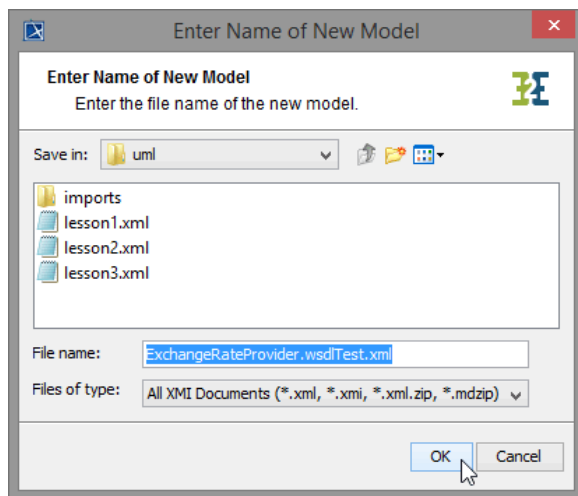 Enter Name of New Model
Enter Name of New Model
Enter the file name of the new model.
E2E
Save in: uml
imports
lesson1.xml
lesson2.xml
lesson3.xml
File name: ExchangeRateProvider.wsdlTest.xml
Files of type: All XMI Documents (*.xml, *.xmi, *.xml.zip, *.mdzip)
OK Cancel